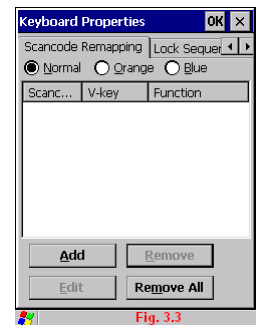 Keyboard Properties OK ×
Scancode Remapping Lock Sequer
Normal Orange Blue
Scanc... V-key Function
Add Remove
Edit Remove All
Fig. 3.3